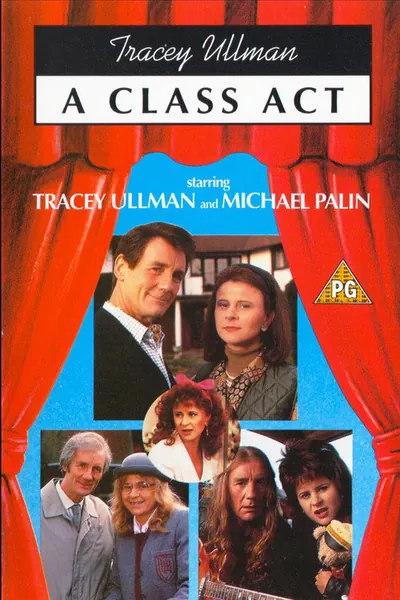 Tracey Ullman
A CLASS ACT
starring
TRACEY ULLMAN and MICHAEL PALIN
PG